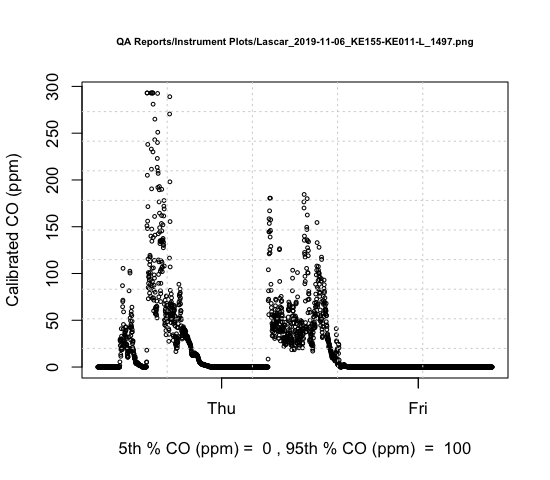 QA Reports/Instrument Plots/Lascar_2019-11-06_KE155-KE011-L_1497.png
300
250
200
150
100
50
0
Calibrated CO (ppm)
Thu Fri
5th % CO (ppm) = 0 , 95th % CO (ppm) = 100